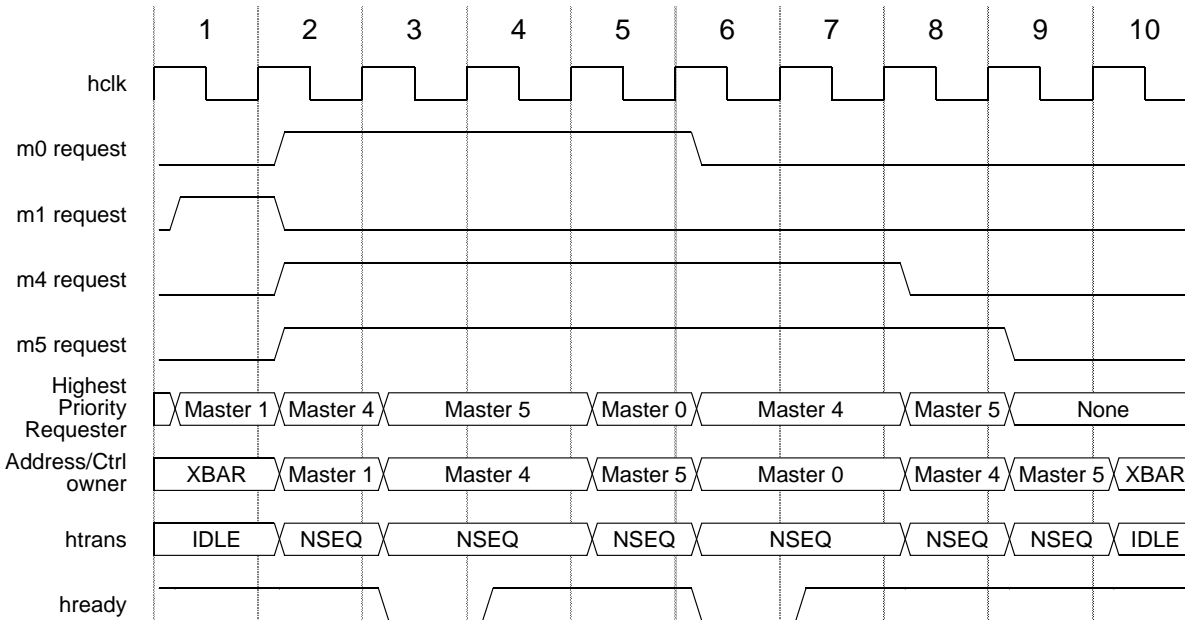 1 2 3 4 5 6 7 8 9 10
hclk
m0 request
m1 request
m4 request
m5 request
Highest
Priority
Requester
Master 1 Master 4 Master 5 Master 0 Master 4 Master 5 None
Address/Ctrl
owner
XBAR Master 1 Master 4 Master 5 Master 0 Master 4 Master 5 XBAR
htrans IDLE NSEQ NSEQ NSEQ NSEQ NSEQ NSEQ IDLE
hready